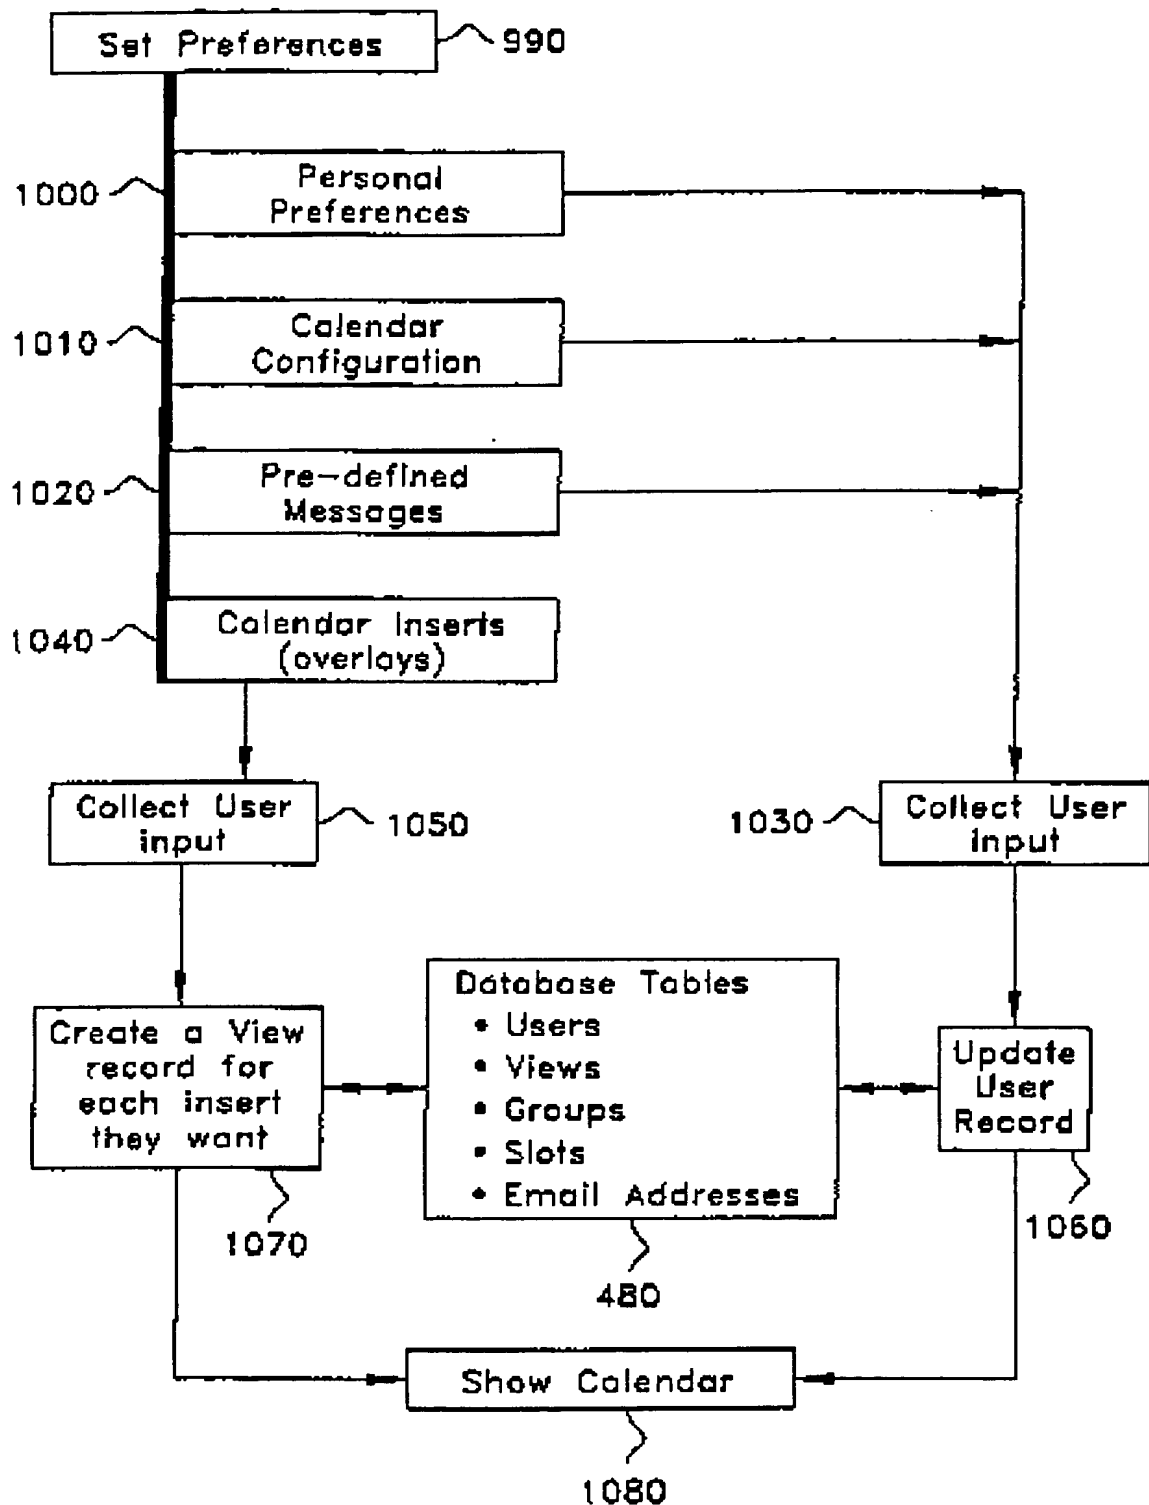 Set Preferences
990
1000
Personal
Preferences
1010
Calendar
Configuration
1020
Pre-defined
Messages
1040
Calendar Inserts
(overlays)
Collect User
input
1050
1030
Collect User
input
Create a View
record for
each insert
they want
1070
Database Tables
• Users
• Views
• Groups
• Slots
• Email Addresses
480
Update
User
Record
1060
Show Calendar
1080